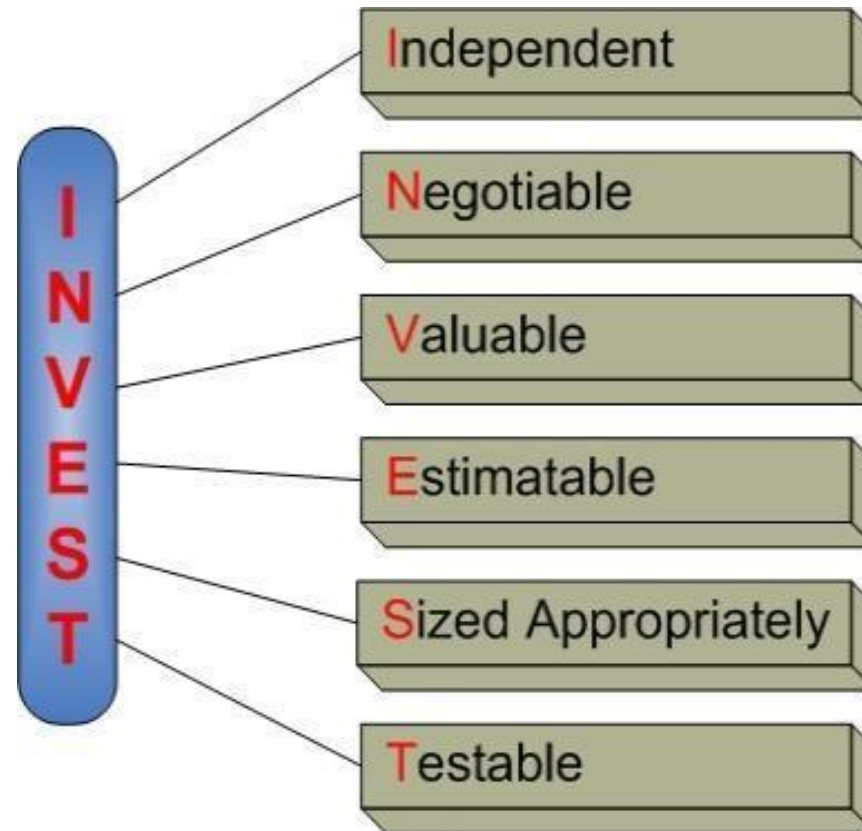 I
N
V
E
S
T
Independent
Negotiable
Valuable
Estimatable
Sized Appropriately
Testable